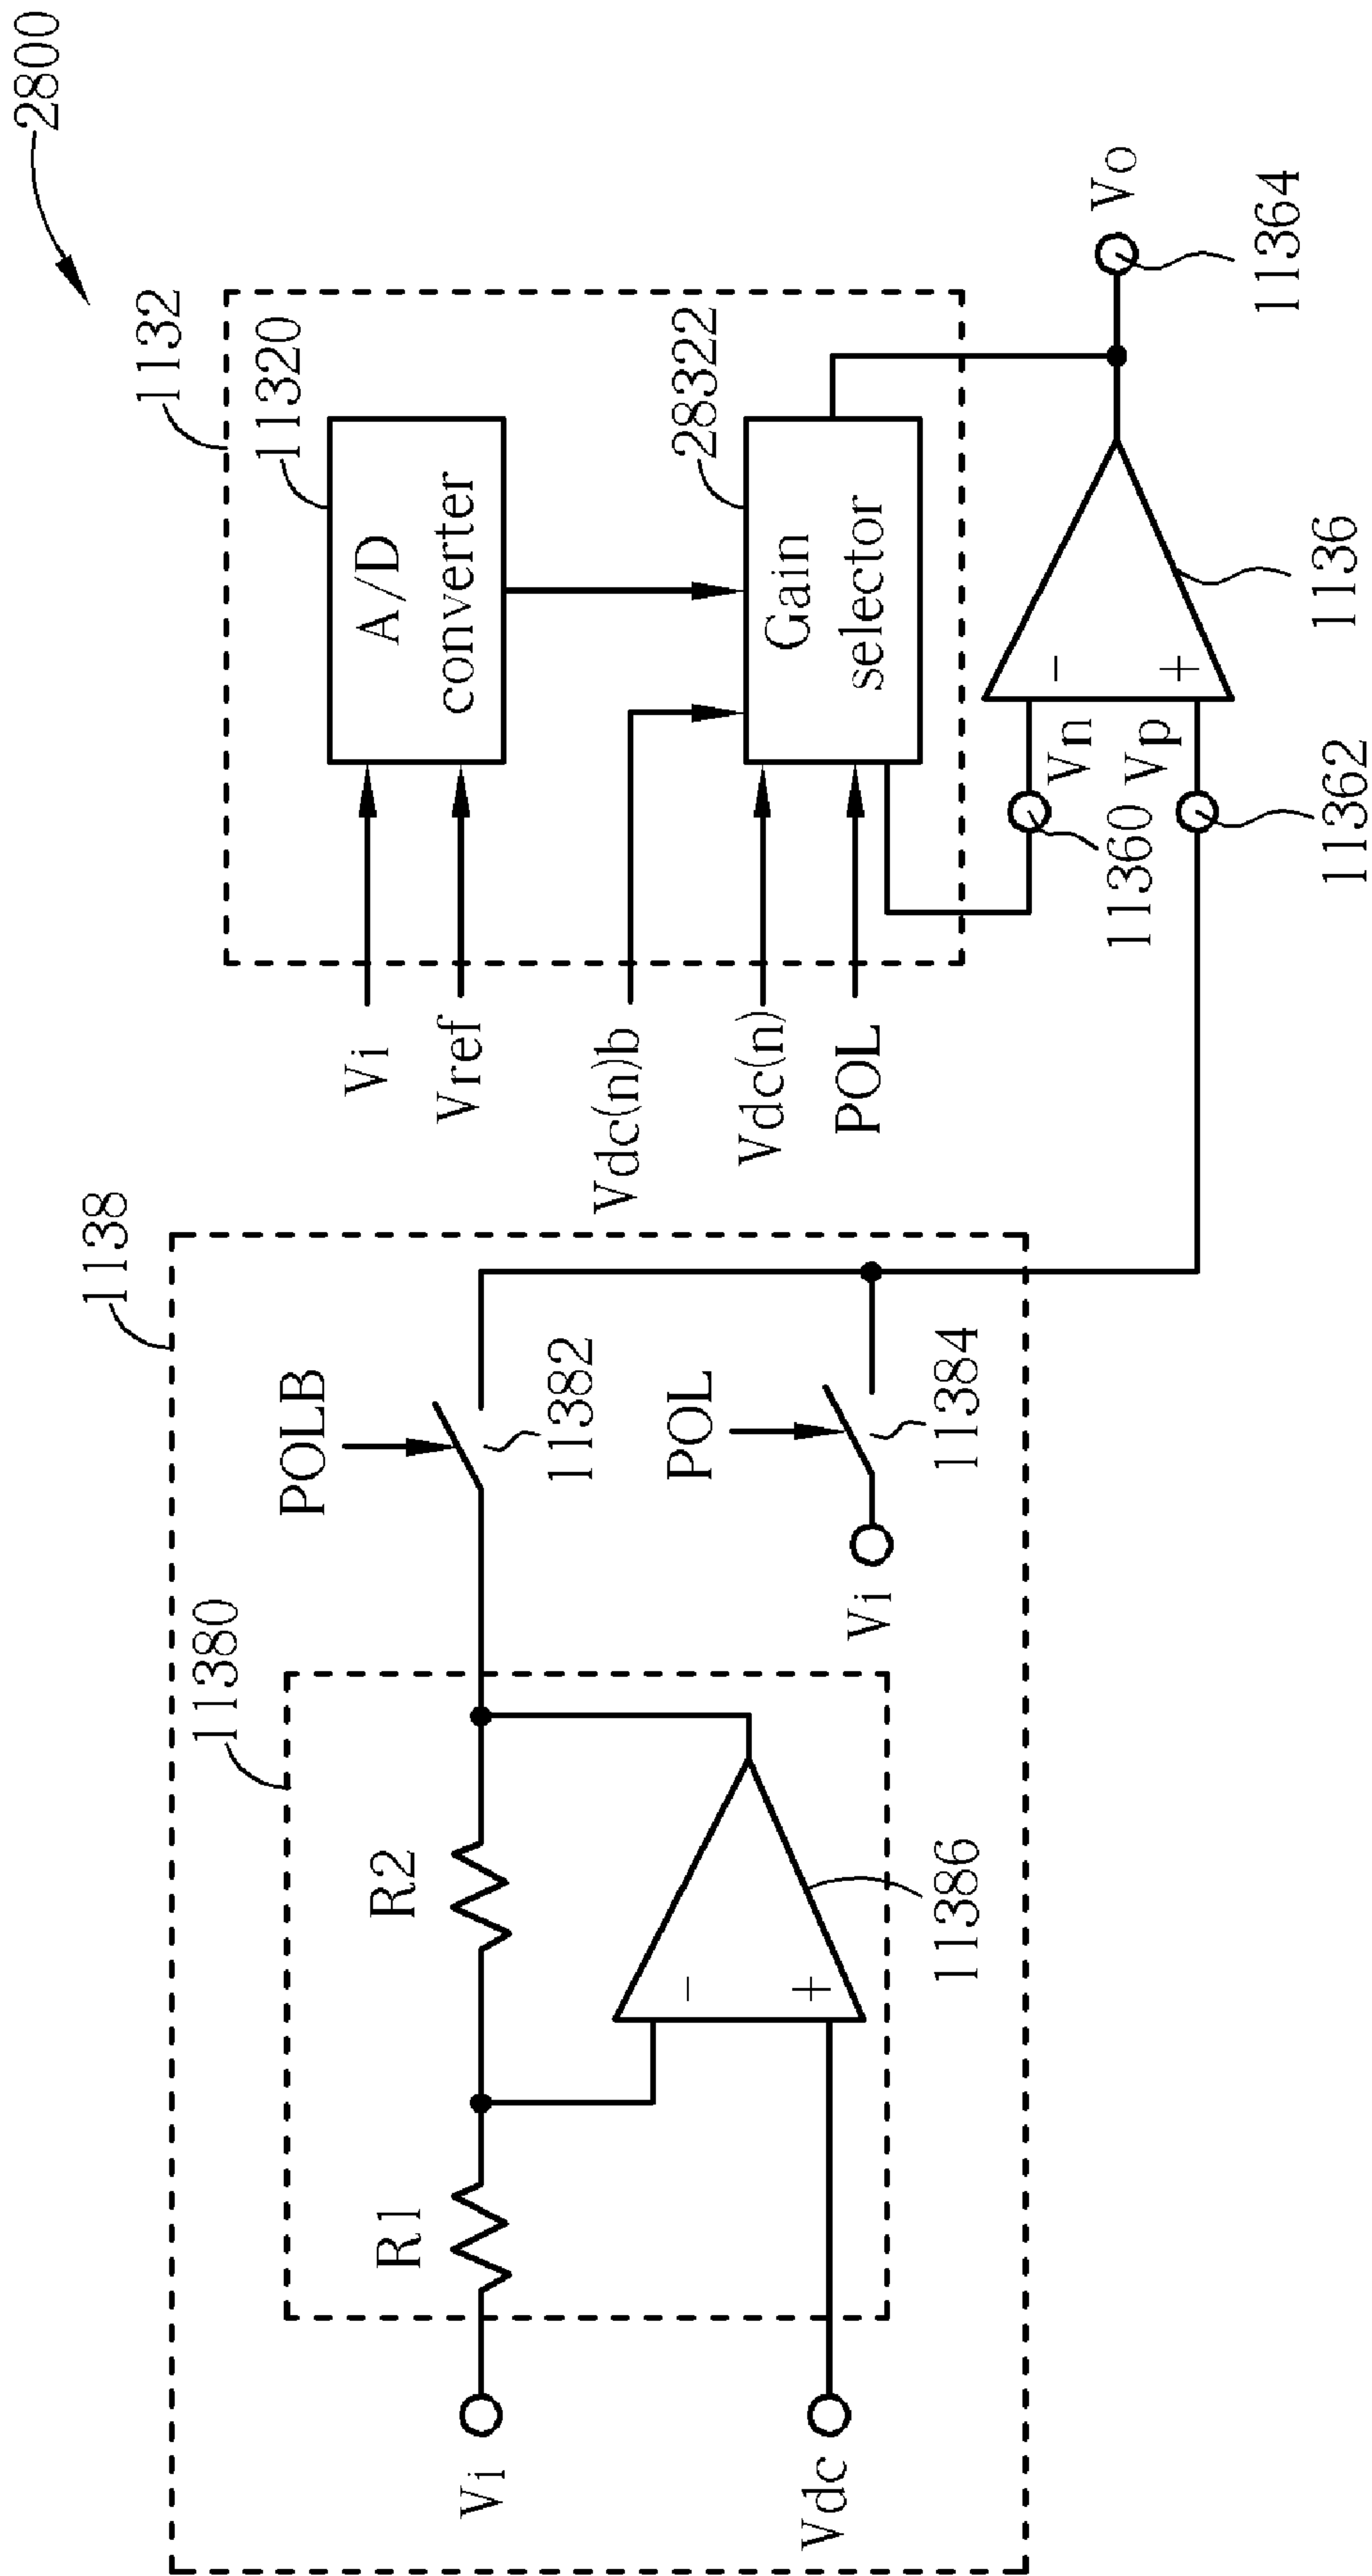 2800
1132
11320
A/D
converter
Vi
Vref
28322
Gain
selector
Vdc(n)b
Vdc(n)
POL
Vo
11364
Vn
Vp
−
+
11360
11362
1136
1138
11380
POLB
11382
POL
11384
Vi
R1
R2
Vi
Vdc
−
+
11386